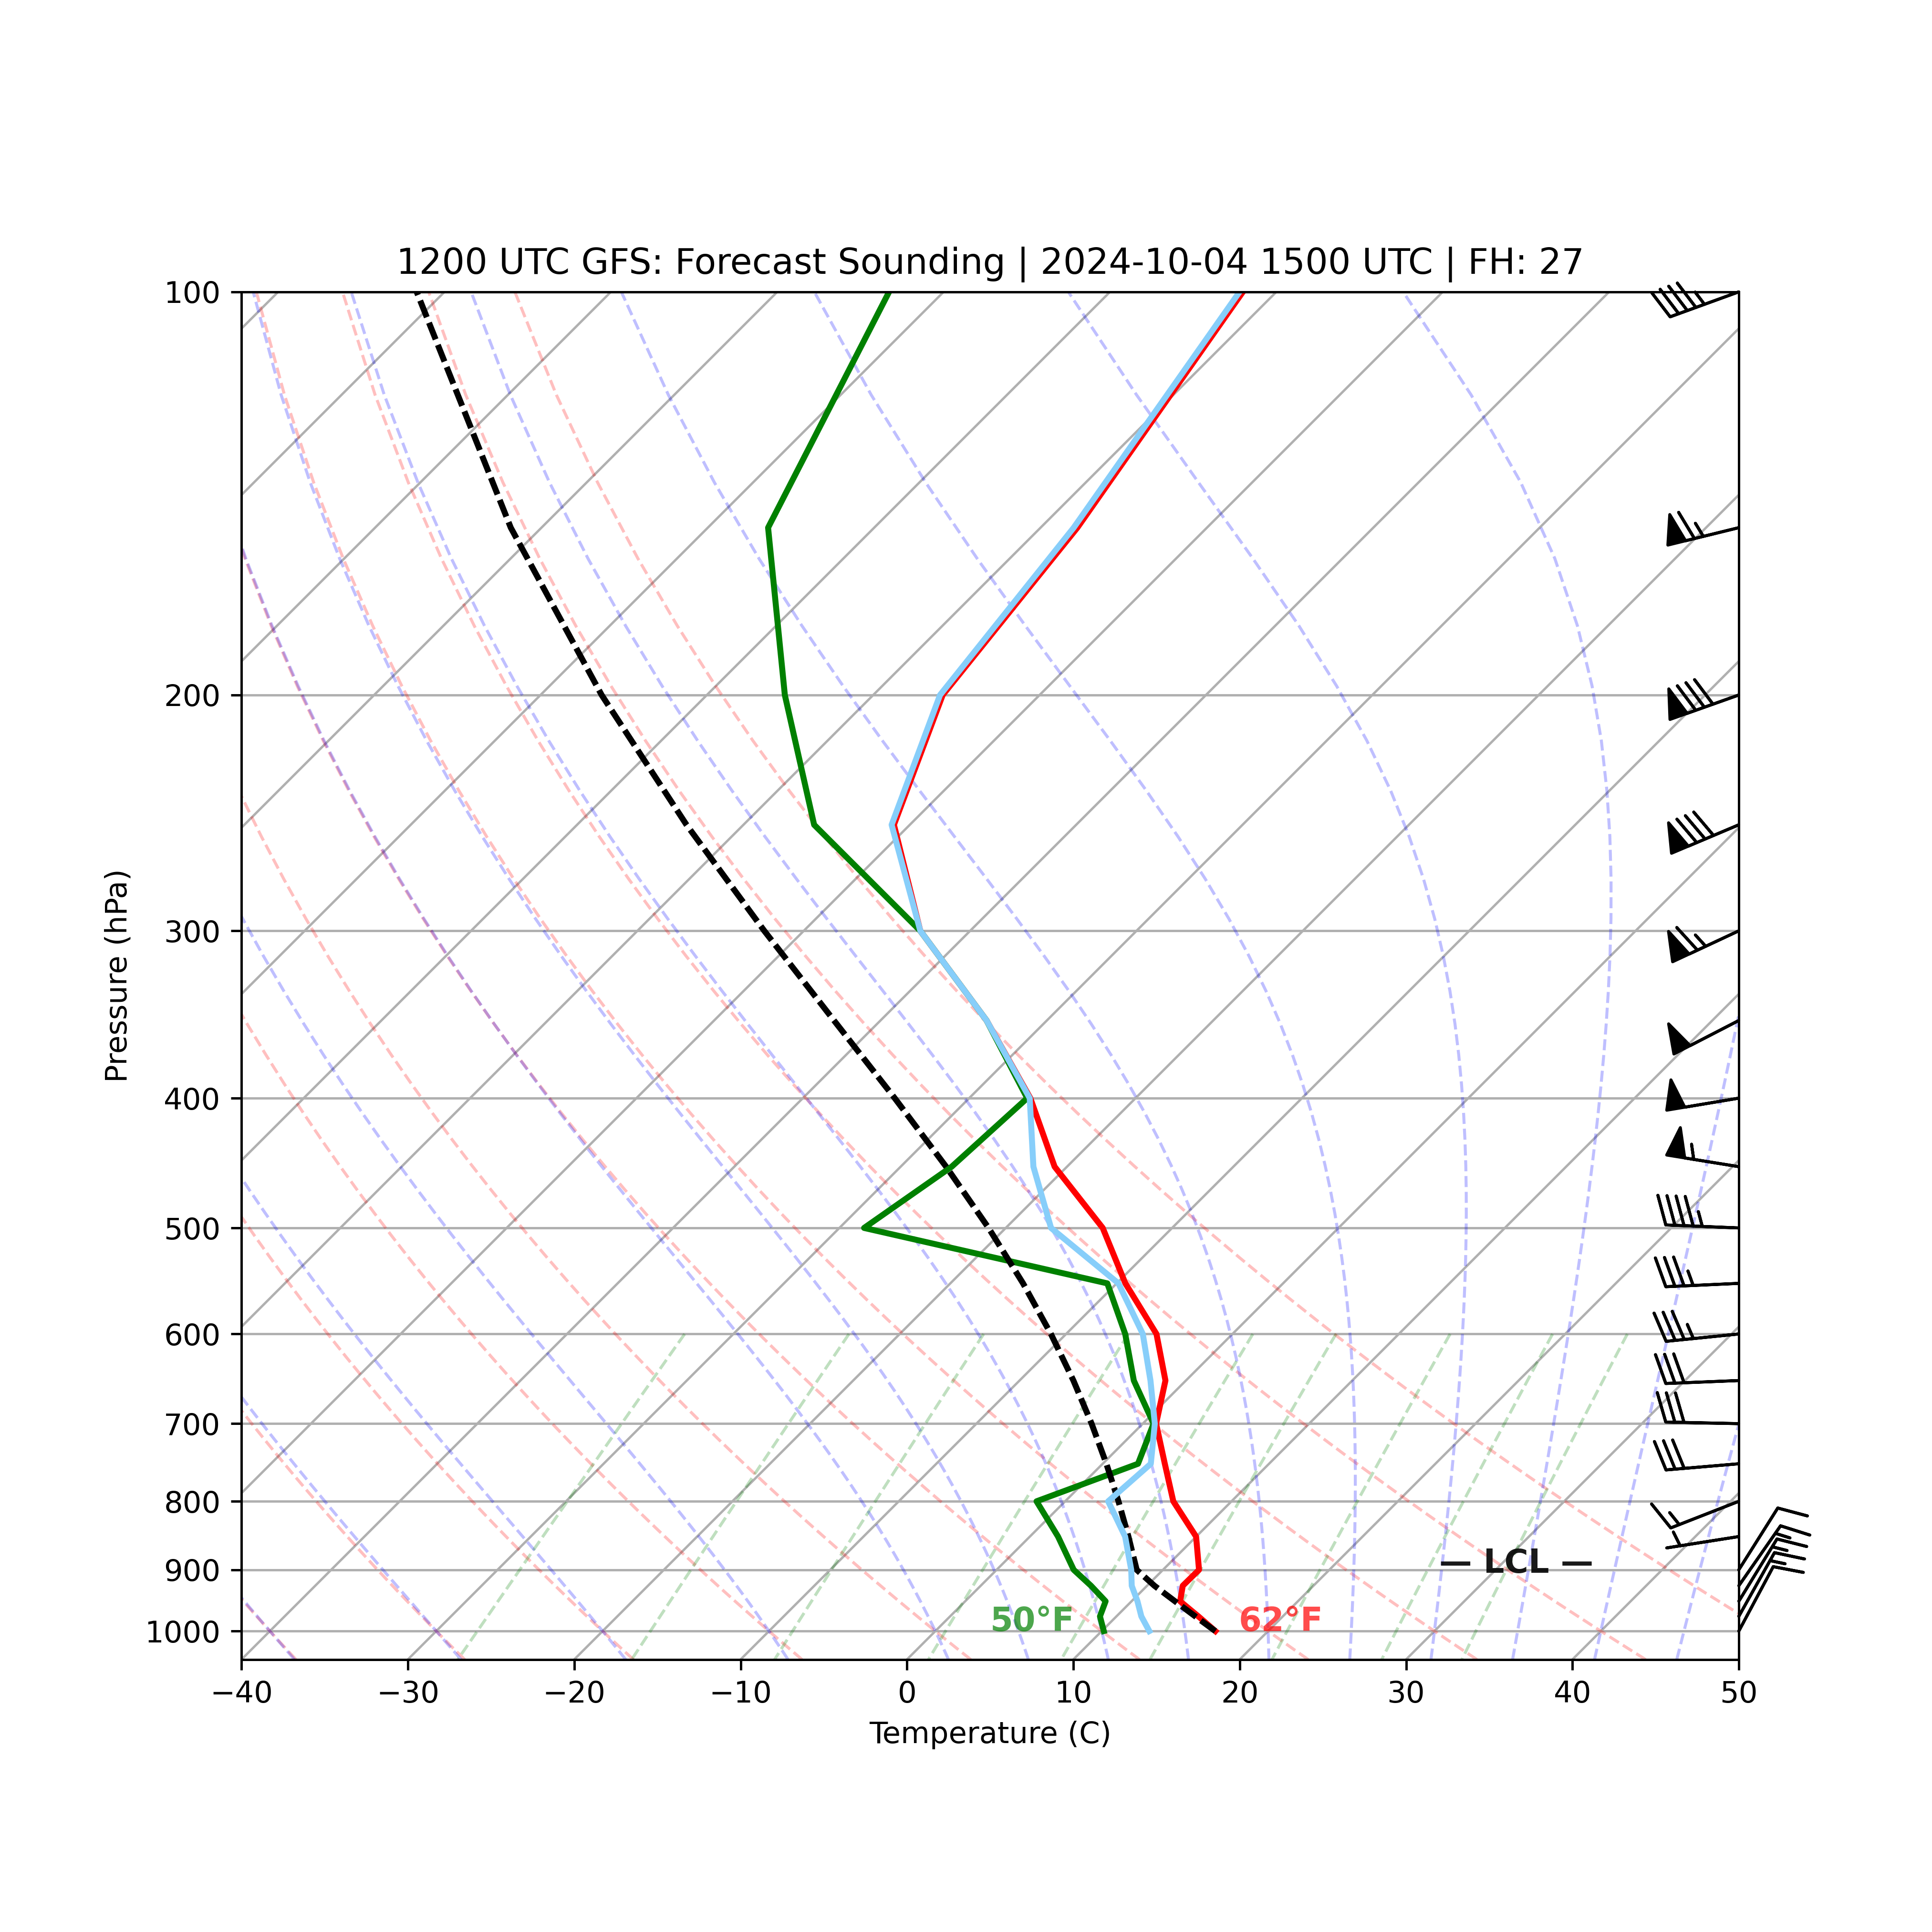 1200 UTC GFS: Forecast Sounding | 2024-10-04 1500 UTC | FH: 27
100
200
300
400
500
600
700
800
900
1000
Pressure (hPa)
— LCL —
50°F
62°F
−40 −30 −20 −10 0 10 20 30 40 50
Temperature (C)